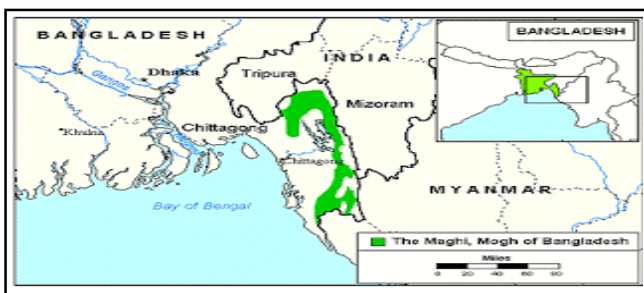 BANGLADESH
INDIA
Tripura
Ganges
Dhaka
Mizoram
Khulna
Chittagong
Chittagong
MYANMAR
Bay of Bengal
BANGLADESH
The Maghi, Mogh of Bangladesh
Miles
0 20 40 60 80